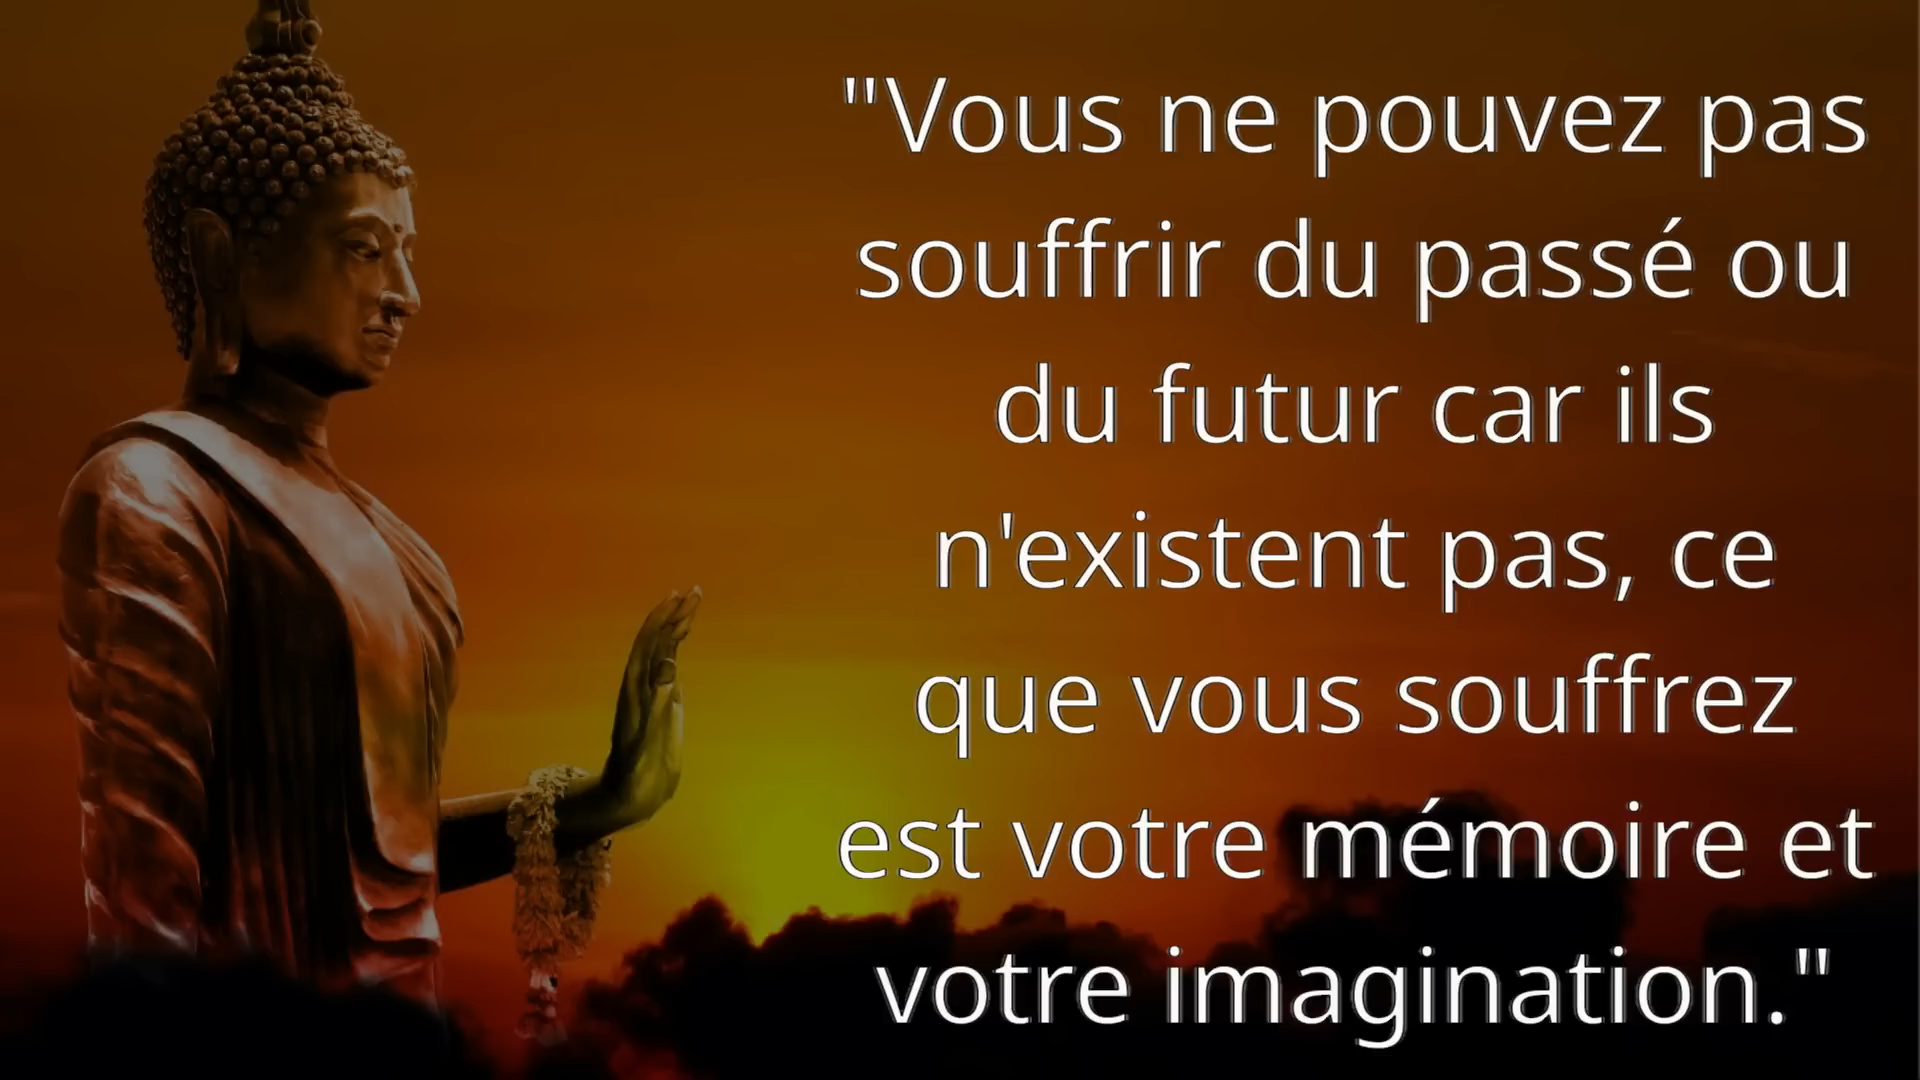 "Vous ne pouvez pas
souffrir du passé ou
du futur car ils
n'existent pas, ce
que vous souffrez
est votre mémoire et
votre imagination."